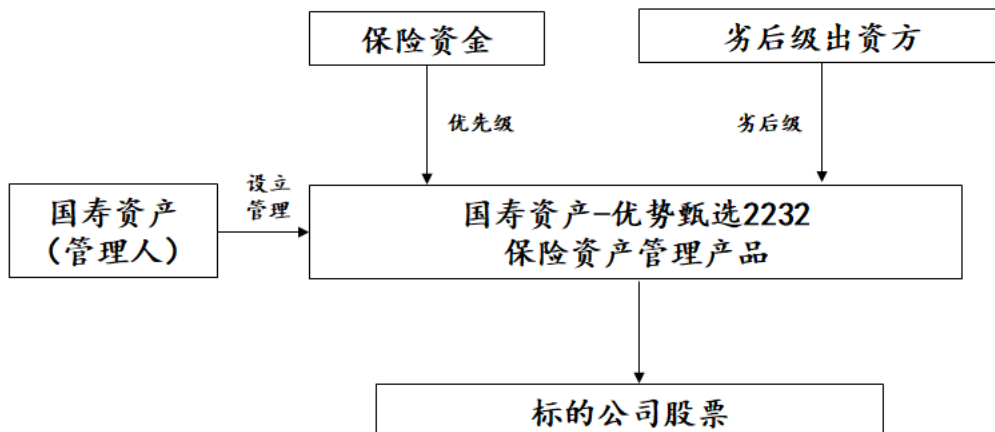 保险资金
劣后级出资方
优先级
劣后级
设立
管理
国寿资产
（管理人）
国寿资产-优势甄选2232
保险资产管理产品
标的公司股票